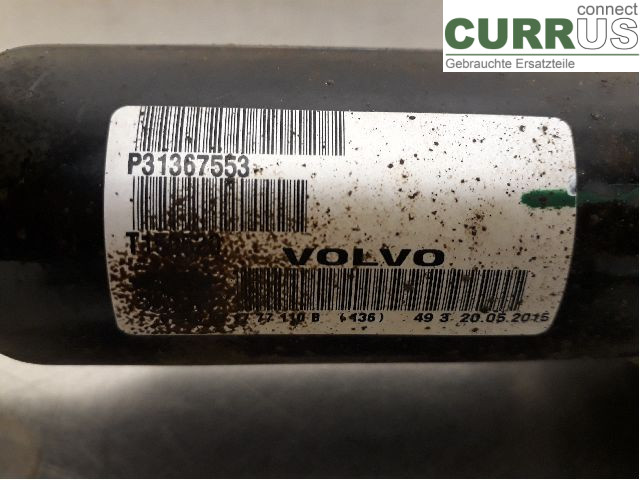 connect
CURRUS
Gebrauchte Ersatzteile
P31367553
VOLVO
77 110 B (436) 49 3 20.05.2015